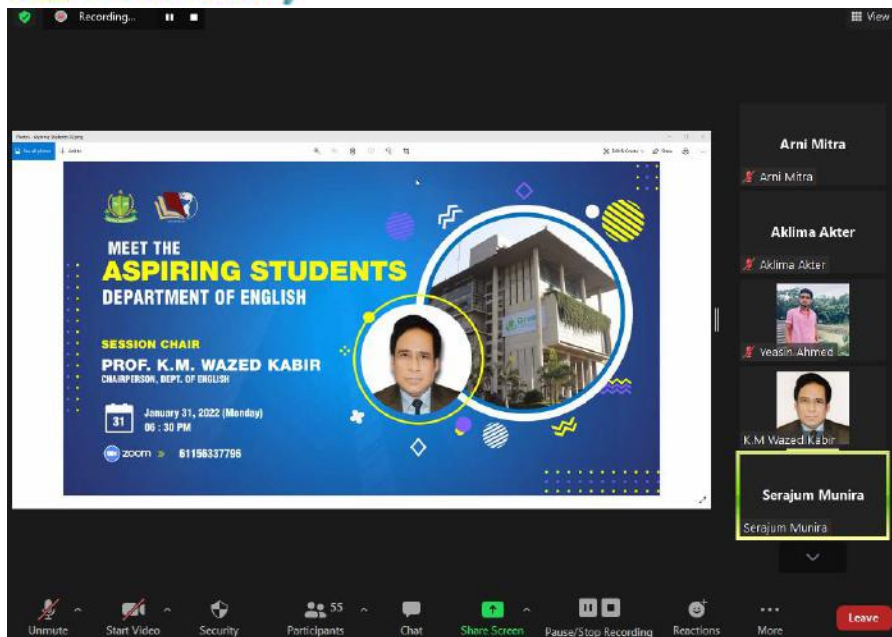 Recording...
View
MEET THE
ASPIRING STUDENTS
DEPARTMENT OF ENGLISH
SESSION CHAIR
PROF. K.M. WAZED KABIR
CHAIRPERSON, DEPT. OF ENGLISH
31
January 31, 2022 (Monday)
06 : 30 PM
zoom » 61156337796
Arni Mitra
Arni Mitra
Aklima Akter
Aklima Akter
Yeasin Ahmed
K.M Wazed Kabir
Serajum Munira
Serajum Munira
Unmute
Start Video
Security
55
Participants
Chat
Share Screen
Pause/Stop Recording
Reactions
More
Leave